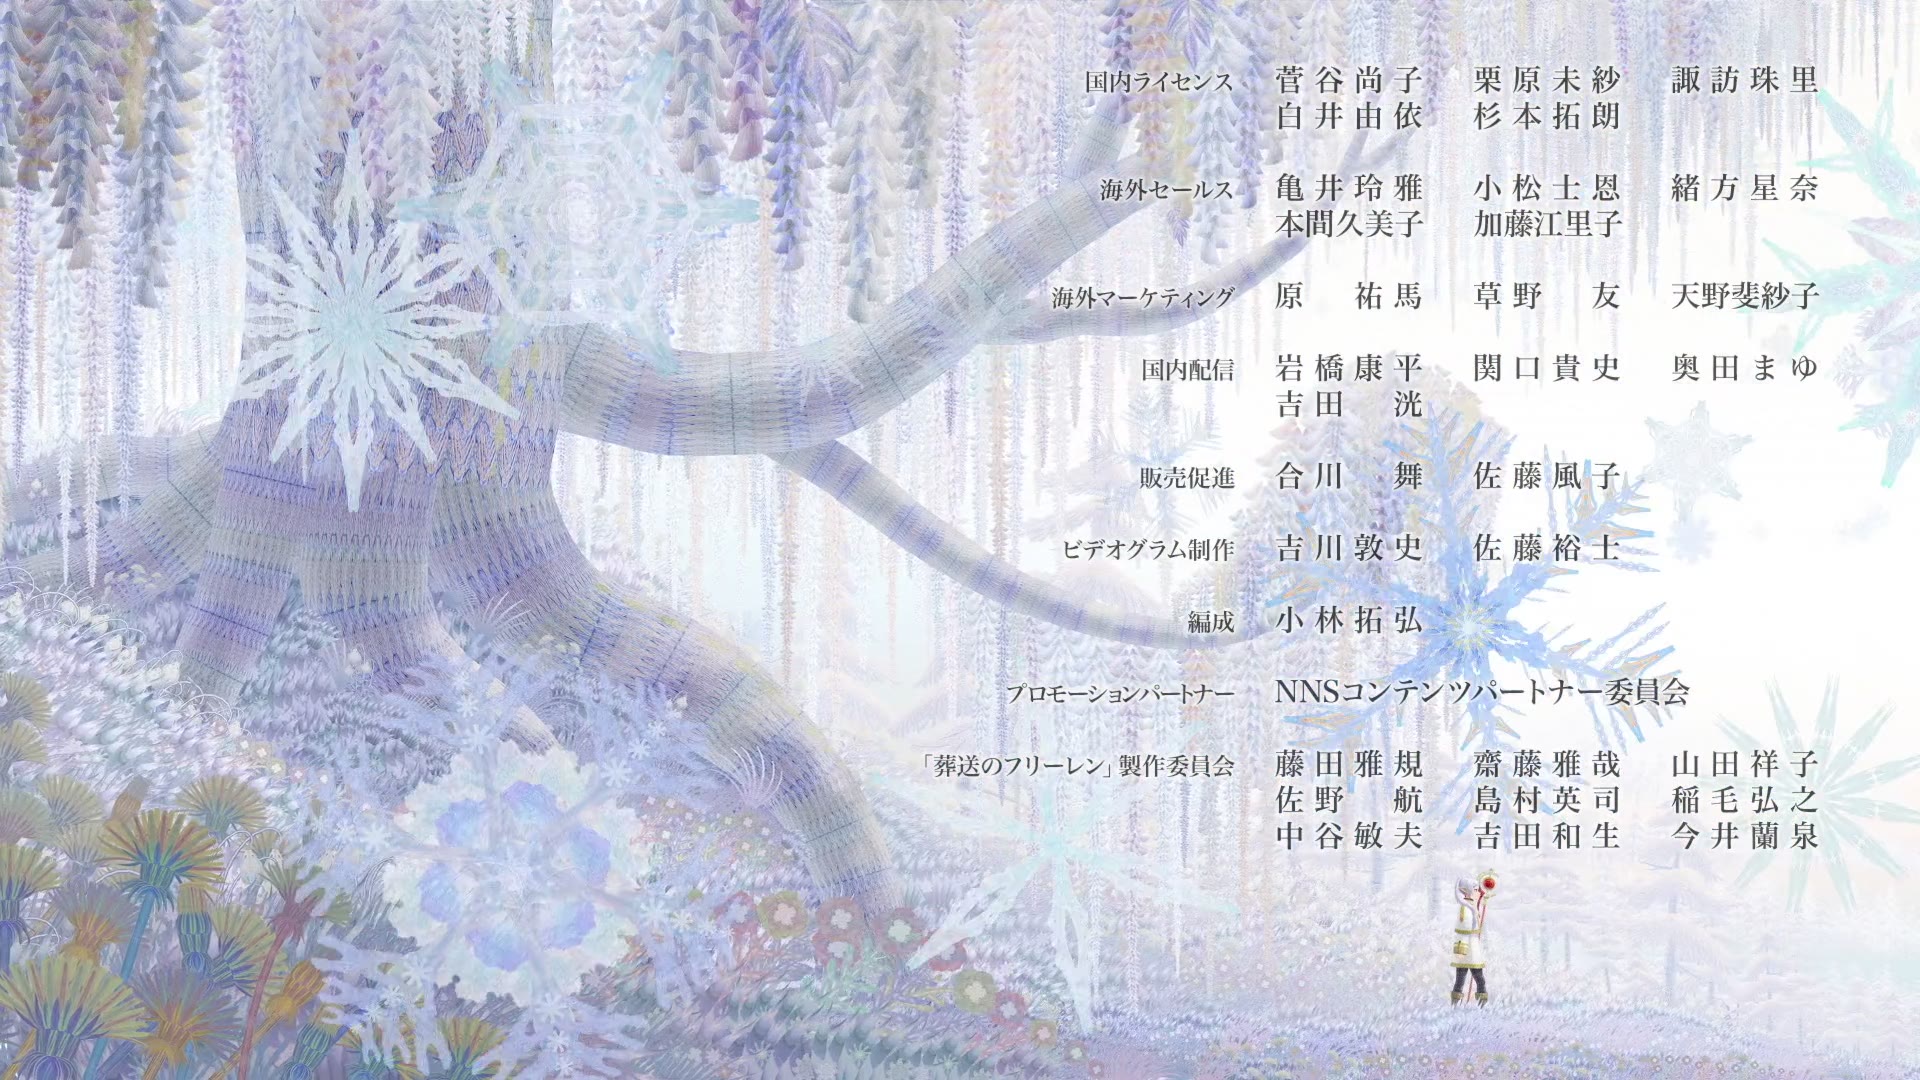 国内ライセンス 菅谷尚子 栗原未紗 諏訪珠里
白井由依 杉本拓朗
海外セールス 亀井玲雅 小松士恩 緒方星奈
本間久美子 加藤江里子
海外マーケティング 原祐馬 草野友 天野斐紗子
国内配信 岩橋康平 関口貴史 奥田まゆ
吉田洸
販売促進 合川舞 佐藤風子
ビデオグラム制作 吉川敦史 佐藤裕士
編成 小林拓弘
プロモーションパートナー NNSコンテンツパートナー委員会
「葬送のフリーレン」製作委員会 藤田雅規 齋藤雅哉 山田祥子
佐野航 島村英司 稲毛弘之
中谷敏夫 吉田和生 今井蘭泉